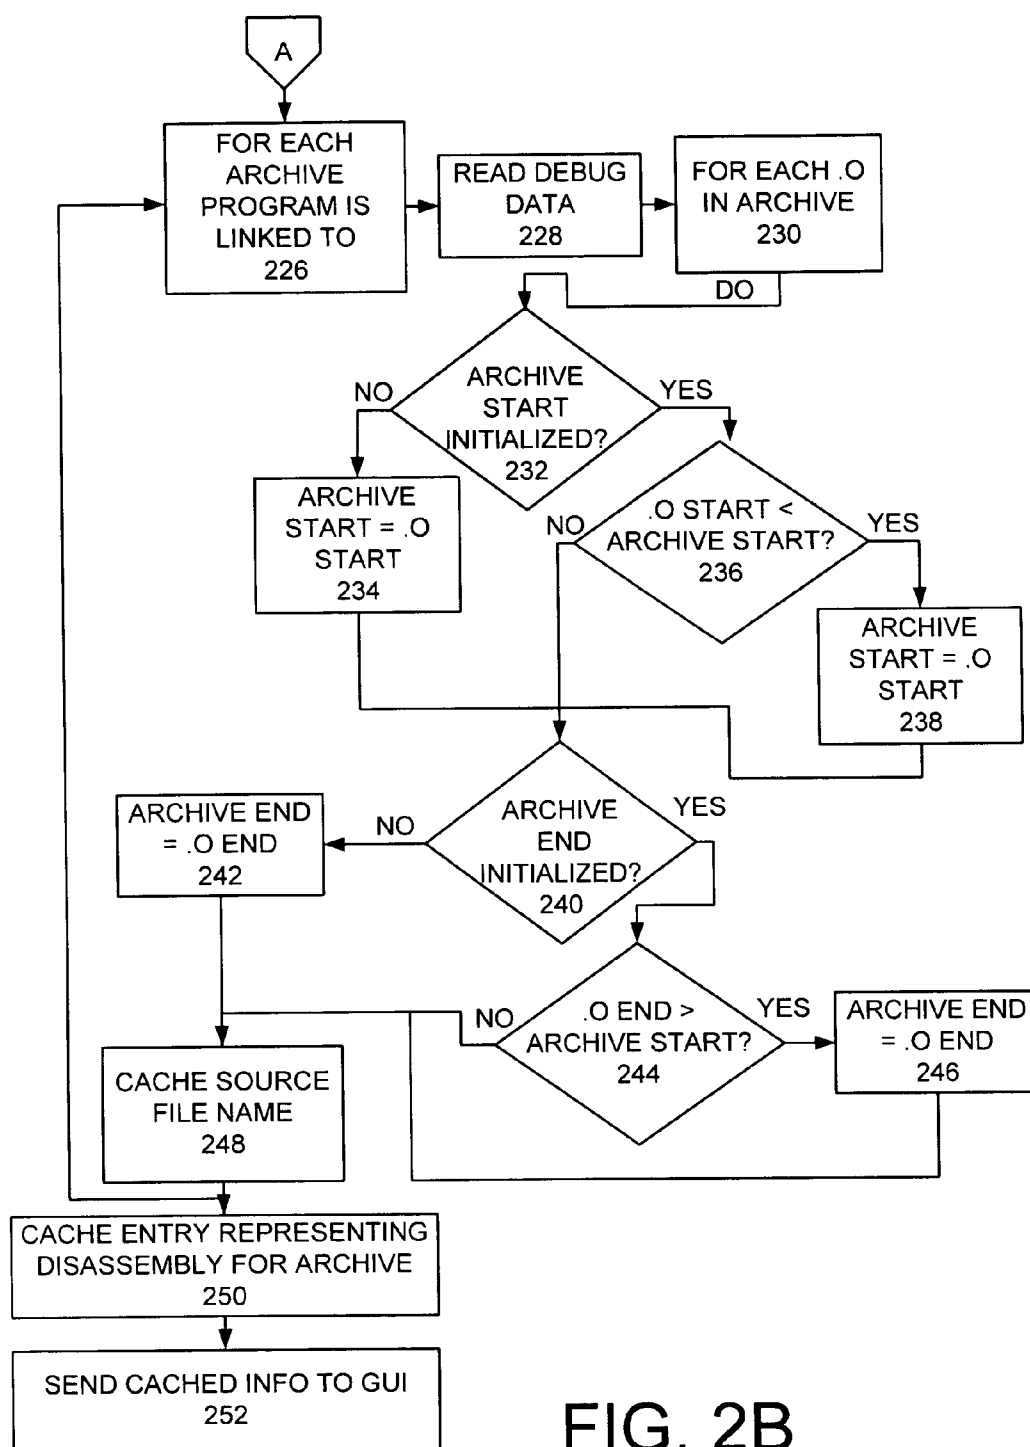 A
FOR EACH
ARCHIVE
PROGRAM IS
LINKED TO
226
READ DEBUG
DATA
228
FOR EACH .O
IN ARCHIVE
230
DO
ARCHIVE
START
INITIALIZED?
232
NO
YES
ARCHIVE
START = .O
START
234
.O START <
ARCHIVE START?
236
NO
YES
ARCHIVE
START = .O
START
238
ARCHIVE
END
INITIALIZED?
240
NO
YES
ARCHIVE END
= .O END
242
.O END >
ARCHIVE START?
244
NO
YES
ARCHIVE END
= .O END
246
CACHE SOURCE
FILE NAME
248
CACHE ENTRY REPRESENTING
DISASSEMBLY FOR ARCHIVE
250
SEND CACHED INFO TO GUI
252
FIG. 2B